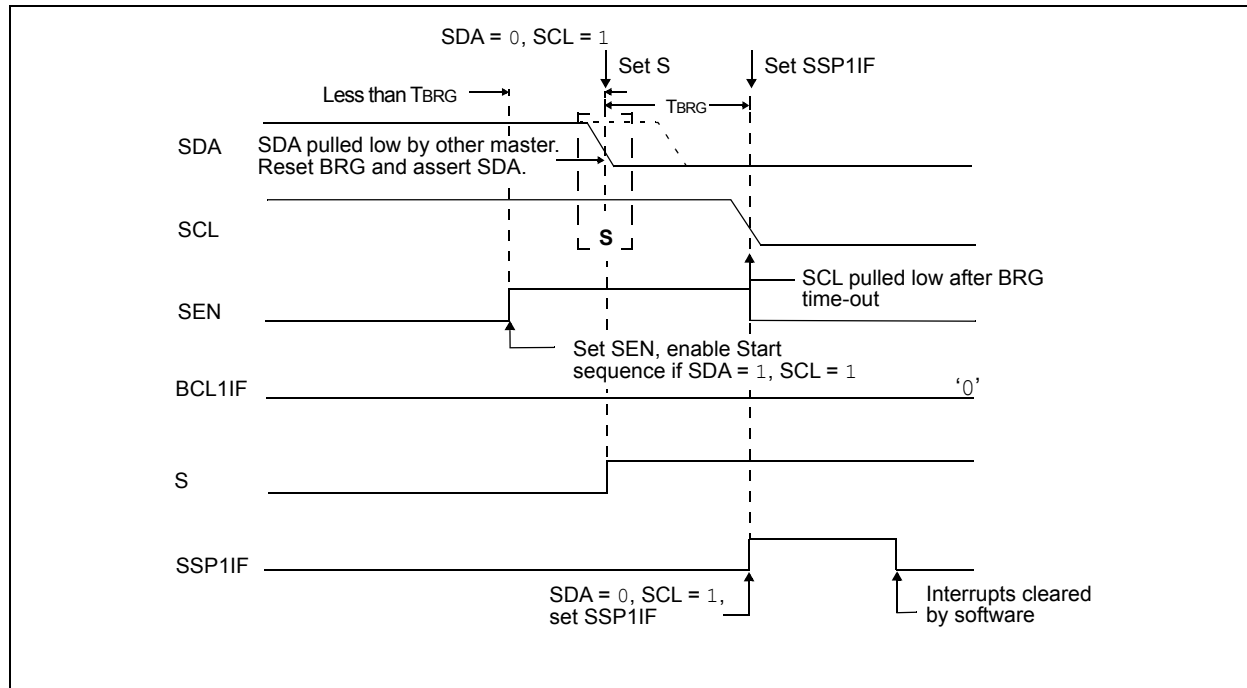 SDA = 0, SCL = 1
Set S
Set SSP1IF
Less than TBRG
TBRG
SDA
SDA pulled low by other master.
Reset BRG and assert SDA.
SCL
S
SCL pulled low after BRG
time-out
SEN
Set SEN, enable Start
sequence if SDA = 1, SCL = 1
BCL1IF
‘0’
S
SSP1IF
SDA = 0, SCL = 1,
set SSP1IF
Interrupts cleared
by software